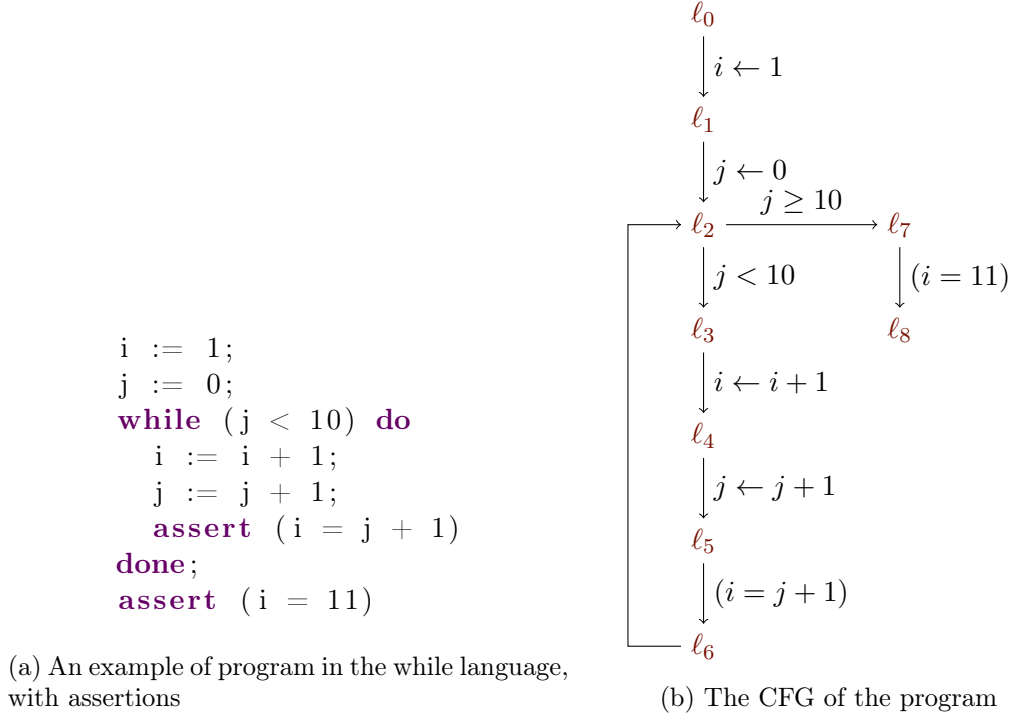 i := 1;
j := 0;
while (j < 10) do
i := i + 1;
j := j + 1;
assert (i = j + 1)
done;
assert (i = 11)
(a) An example of program in the while language,
with assertions
ℓ0
i ← 1
ℓ1
j ← 0
ℓ2
j ≥ 10
ℓ7
j < 10
(i = 11)
ℓ3
ℓ8
i ← i + 1
ℓ4
j ← j + 1
ℓ5
(i = j + 1)
ℓ6
(b) The CFG of the program